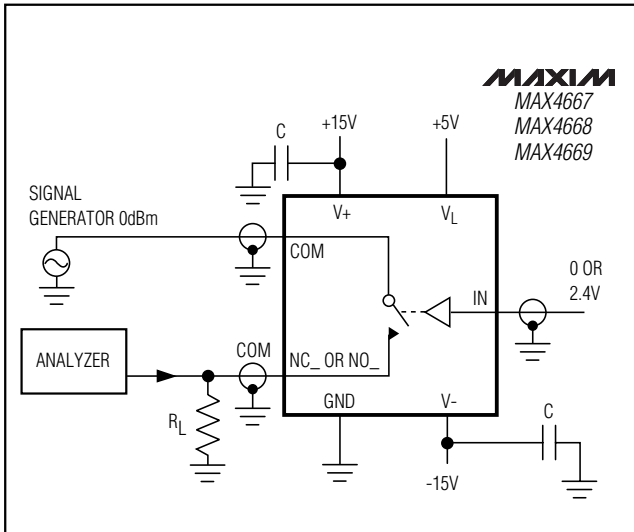 MAXIM
MAX4667
MAX4668
MAX4669
+15V
+5V
C
SIGNAL
GENERATOR 0dBm
V+
VL
COM
IN
0 OR
2.4V
ANALYZER
COM
NC_ OR NO_
RL
GND
V-
C
-15V